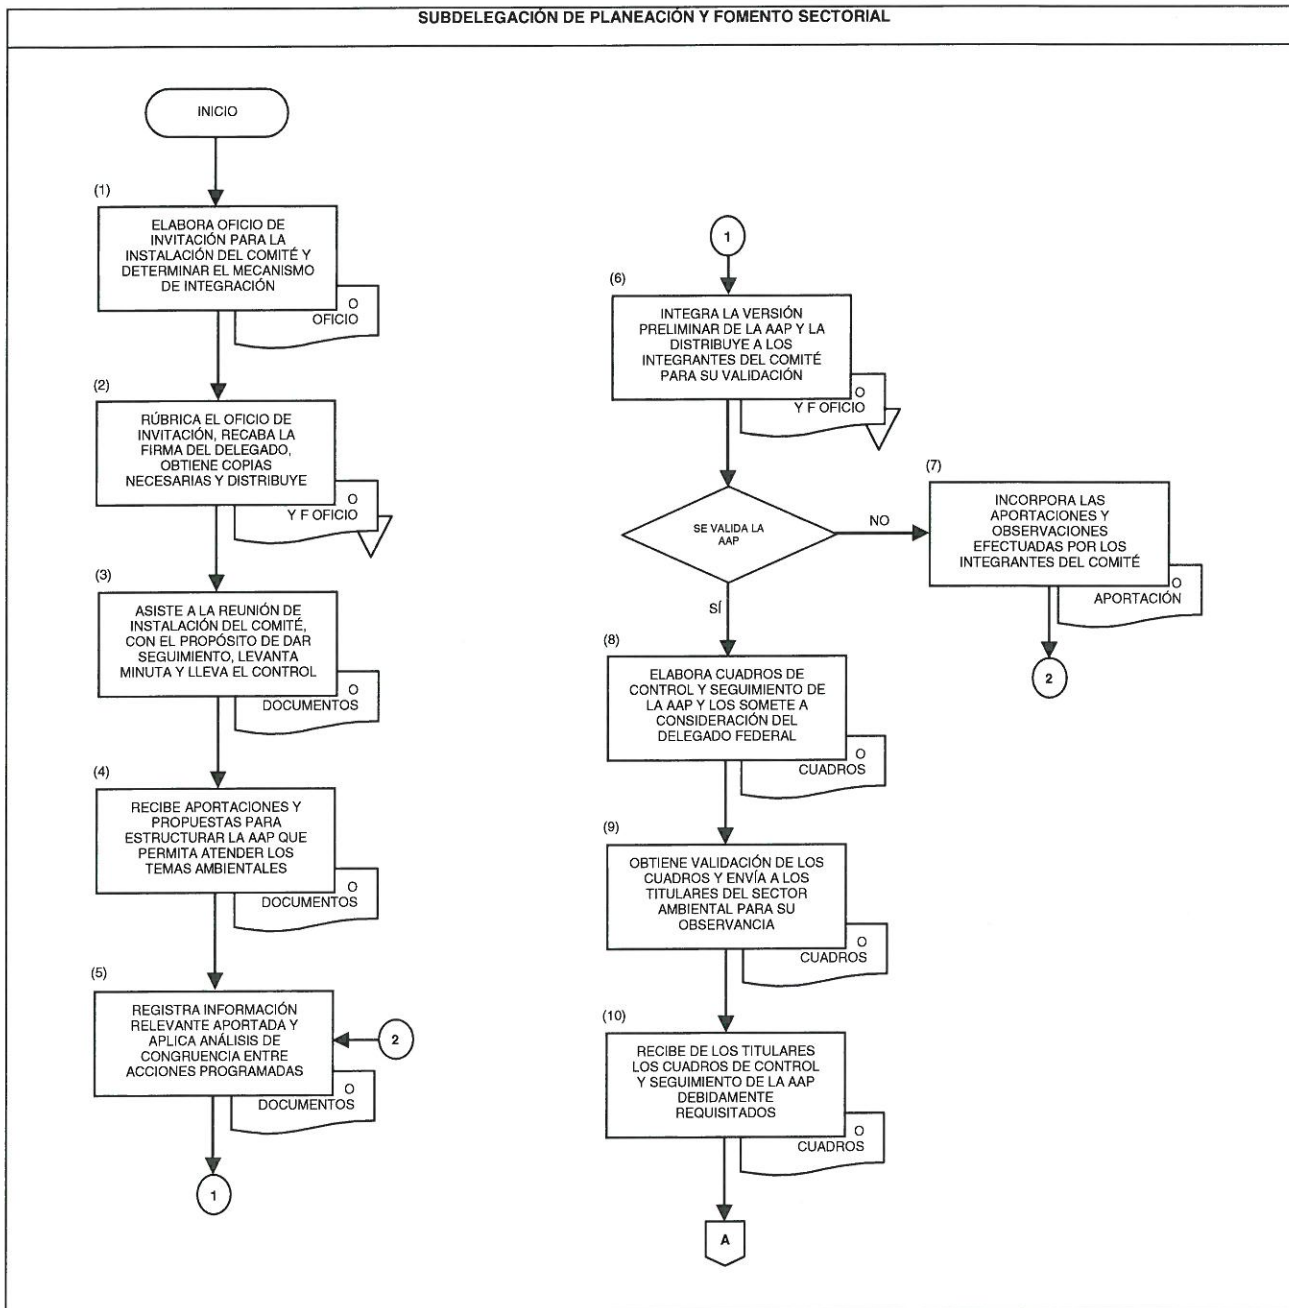 SUBDELEGACIÓN DE PLANEACIÓN Y FOMENTO SECTORIAL
INICIO
(1)
ELABORA OFICIO DE
INVITACIÓN PARA LA
INSTALACIÓN DEL COMITÉ Y
DETERMINAR EL MECANISMO
DE INTEGRACIÓN
O
OFICIO
(2)
RÚBRICA EL OFICIO DE
INVITACIÓN, RECABA LA
FIRMA DEL DELEGADO,
OBTIENE COPIAS
NECESARIAS Y DISTRIBUYE
O
Y F OFICIO
(3)
ASISTE A LA REUNIÓN DE
INSTALACIÓN DEL COMITÉ,
CON EL PROPÓSITO DE DAR
SEGUIMIENTO, LEVANTA
MINUTA Y LLEVA EL CONTROL
O
DOCUMENTOS
(4)
RECIBE APORTACIONES Y
PROPUESTAS PARA
ESTRUCTURAR LA AAP QUE
PERMITA ATENDER LOS
TEMAS AMBIENTALES
O
DOCUMENTOS
(5)
REGISTRA INFORMACIÓN
RELEVANTE APORTADA Y
APLICA ANÁLISIS DE
CONGRUENCIA ENTRE
ACCIONES PROGRAMADAS
2
O
DOCUMENTOS
1
1
(6)
INTEGRA LA VERSIÓN
PRELIMINAR DE LA AAP Y LA
DISTRIBUYE A LOS
INTEGRANTES DEL COMITÉ
PARA SU VALIDACIÓN
O
Y F OFICIO
SE VALIDA LA
AAP
NO
(7)
INCORPORA LAS
APORTACIONES Y
OBSERVACIONES
EFECTUADAS POR LOS
INTEGRANTES DEL COMITÉ
O
APORTACIÓN
2
SÍ
(8)
ELABORA CUADROS DE
CONTROL Y SEGUIMIENTO DE
LA AAP Y LOS SOMETE A
CONSIDERACIÓN DEL
DELEGADO FEDERAL
O
CUADROS
(9)
OBTIENE VALIDACIÓN DE LOS
CUADROS Y ENVÍA A LOS
TITULARES DEL SECTOR
AMBIENTAL PARA SU
OBSERVANCIA
O
CUADROS
(10)
RECIBE DE LOS TITULARES
LOS CUADROS DE CONTROL
Y SEGUIMIENTO DE LA AAP
DEBIDAMENTE
REQUISITADOS
O
CUADROS
A